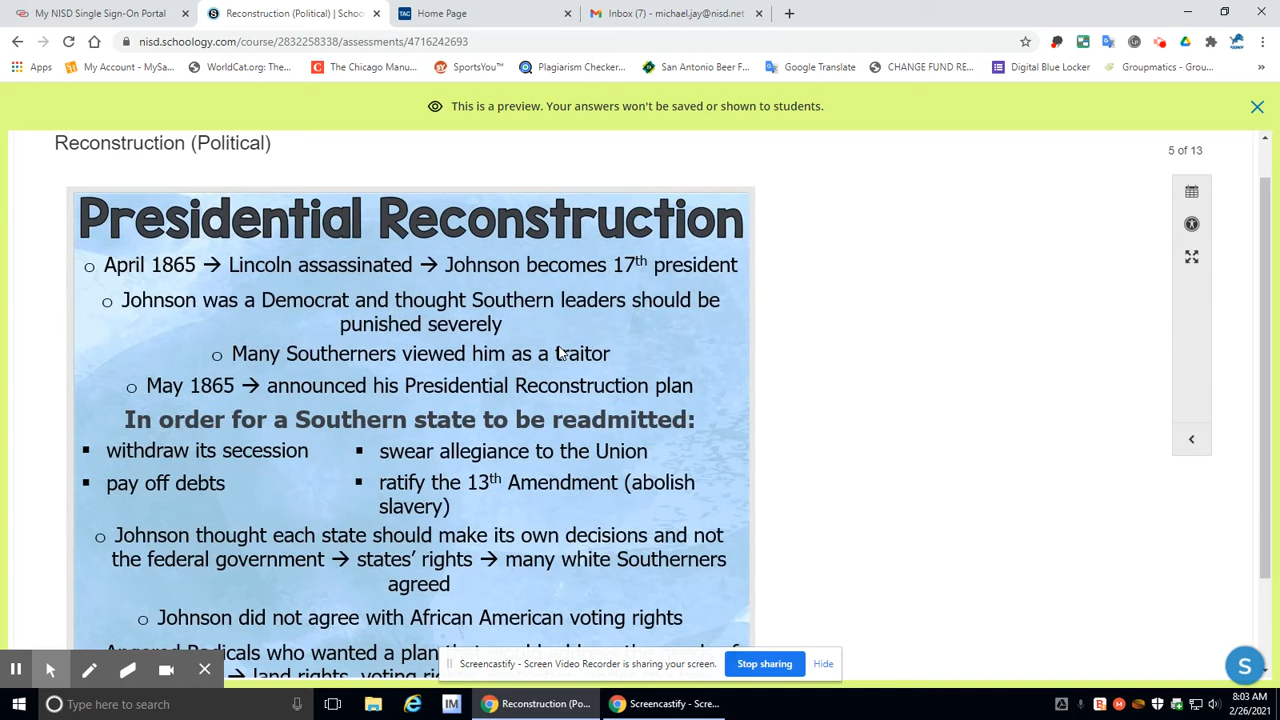 My NISD Single Sign-On Portal
Reconstruction (Political) | Schoo
TAC Home Page
Inbox (7) - michael.jay@nisd.net
nisd.schoology.com/course/2832258338/assessments/4716242693
Apps My Account - MySa... WorldCat.org: The... The Chicago Manu... SportsYou™ Plagiarism Checker... San Antonio Beer F... Google Translate CHANGE FUND RE... Digital Blue Locker Groupmatics - Grou... »
This is a preview. Your answers won't be saved or shown to students.
Reconstruction (Political)
5 of 13
Presidential Reconstruction
o April 1865 → Lincoln assassinated → Johnson becomes 17th president
o Johnson was a Democrat and thought Southern leaders should be
punished severely
o Many Southerners viewed him as a traitor
o May 1865 → announced his Presidential Reconstruction plan
In order for a Southern state to be readmitted:
▪ withdraw its secession
▪ pay off debts
▪ swear allegiance to the Union
▪ ratify the 13th Amendment (abolish
slavery)
o Johnson thought each state should make its own decisions and not
the federal government → states' rights → many white Southerners
agreed
o Johnson did not agree with African American voting rights
Radicals who wanted a plan
→ land rights, voting
Screencastify - Screen Video Recorder is sharing your screen.
Stop sharing
Hide
S
Type here to search
IM
Reconstruction (Po...
Screencastify - Scre...
8:03 AM
2/26/2021